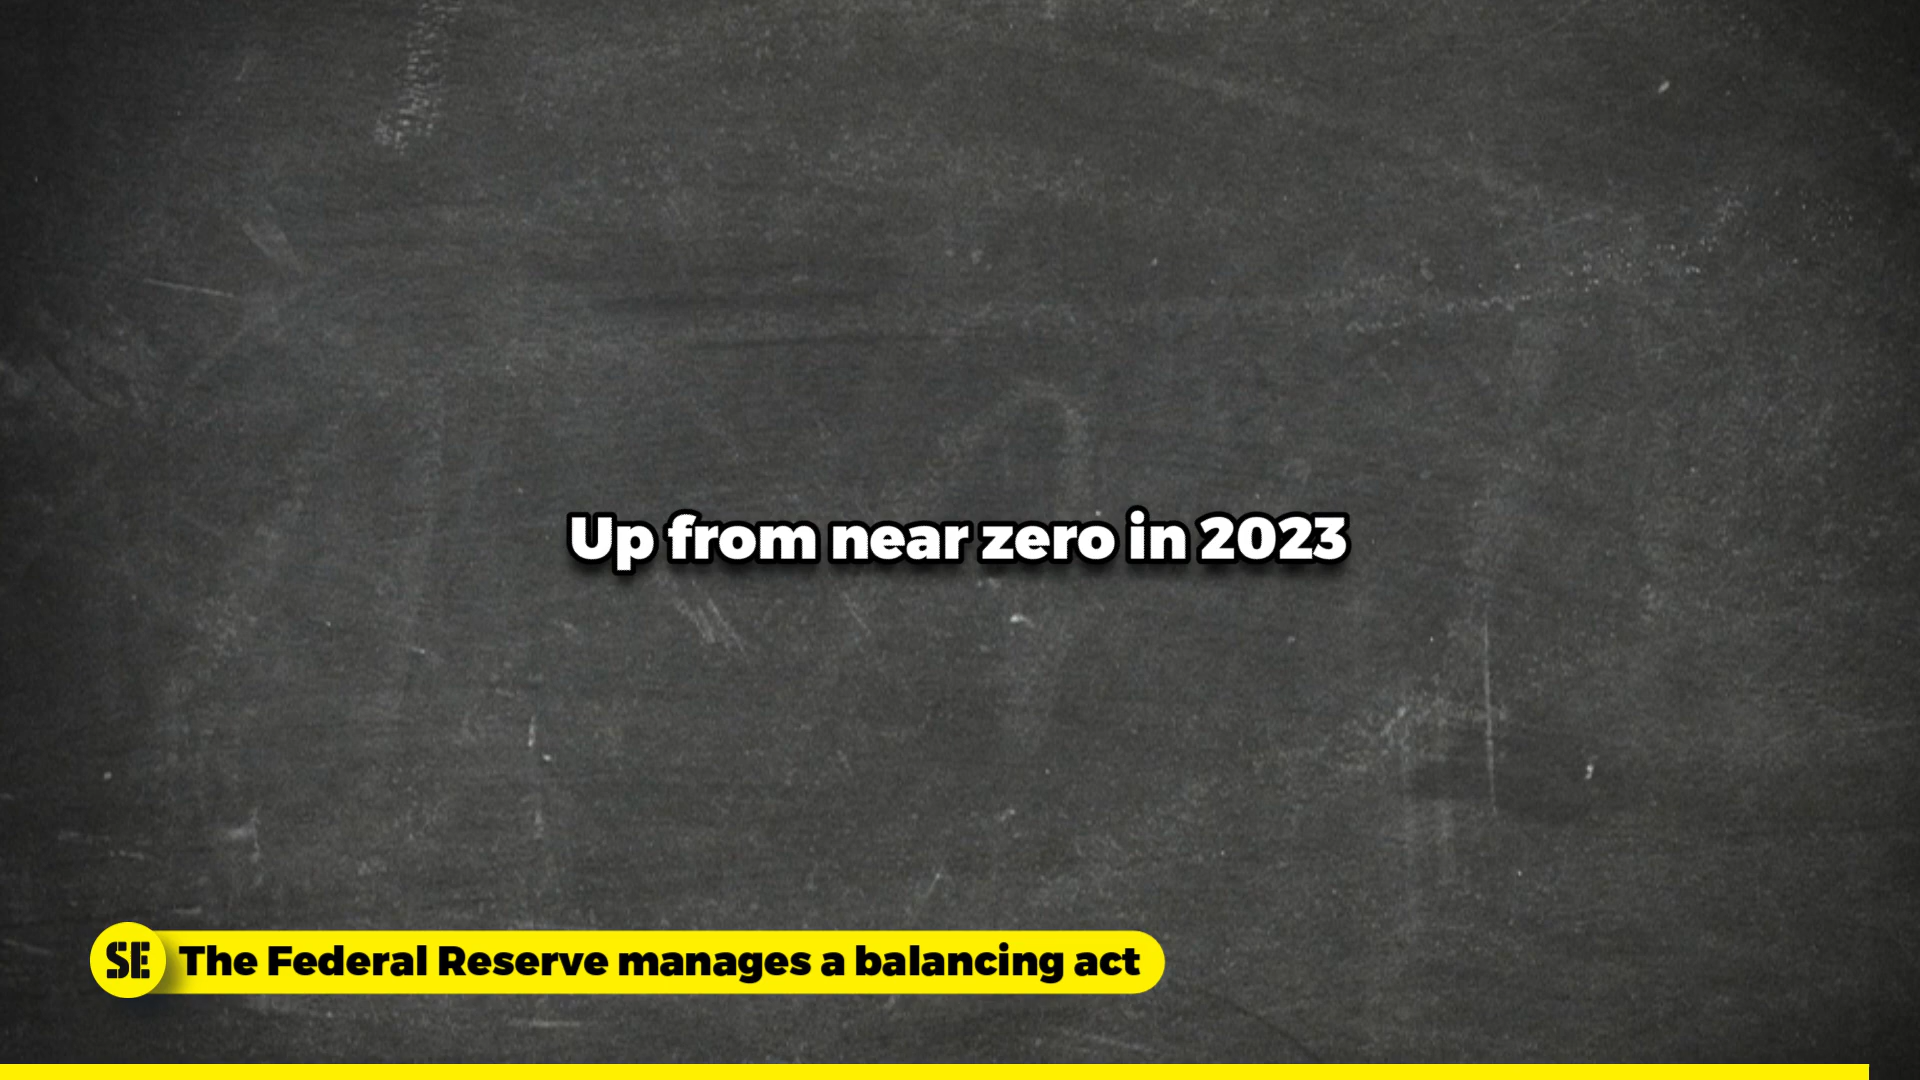 Up from near zero in 2023
SE The Federal Reserve manages a balancing act